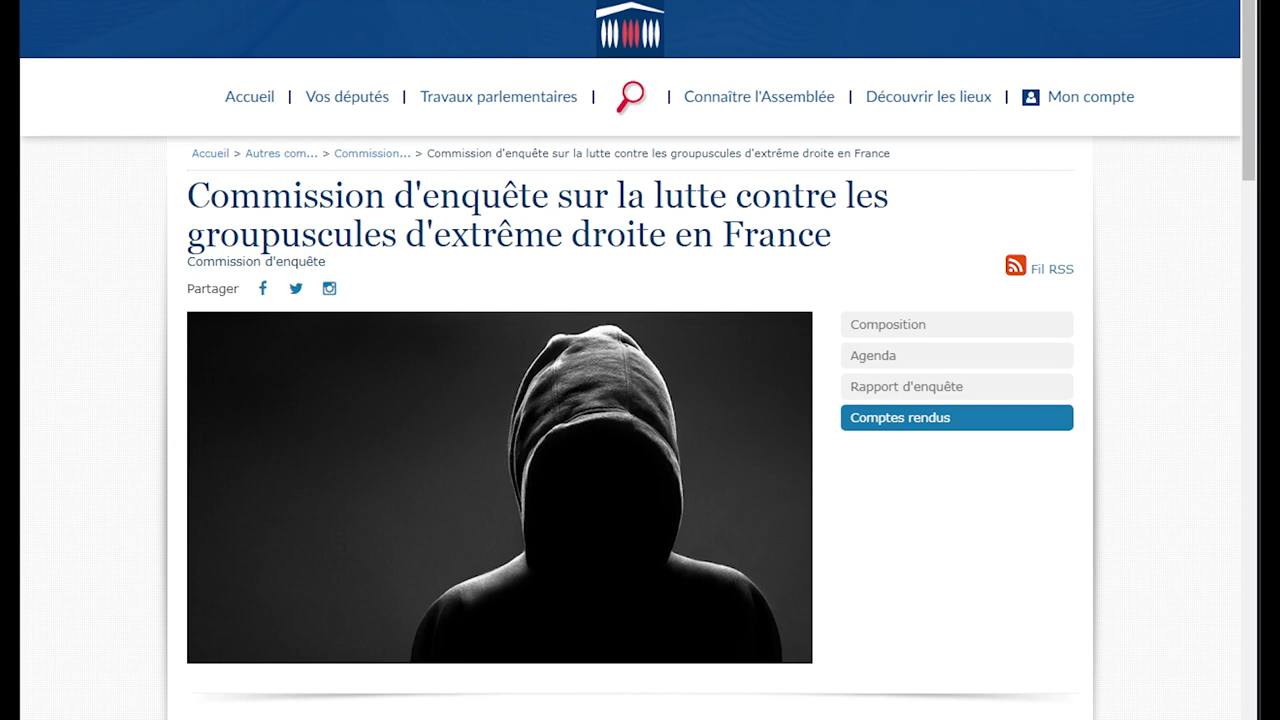 Accueil | Vos députés | Travaux parlementaires | | Connaître l'Assemblée | Découvrir les lieux | Mon compte
Accueil > Autres com... > Commission... > Commission d'enquête sur la lutte contre les groupuscules d'extrême droite en France
Commission d'enquête sur la lutte contre les
groupuscules d'extrême droite en France
Commission d'enquête
Fil RSS
Partager
Composition
Agenda
Rapport d'enquête
Comptes rendus